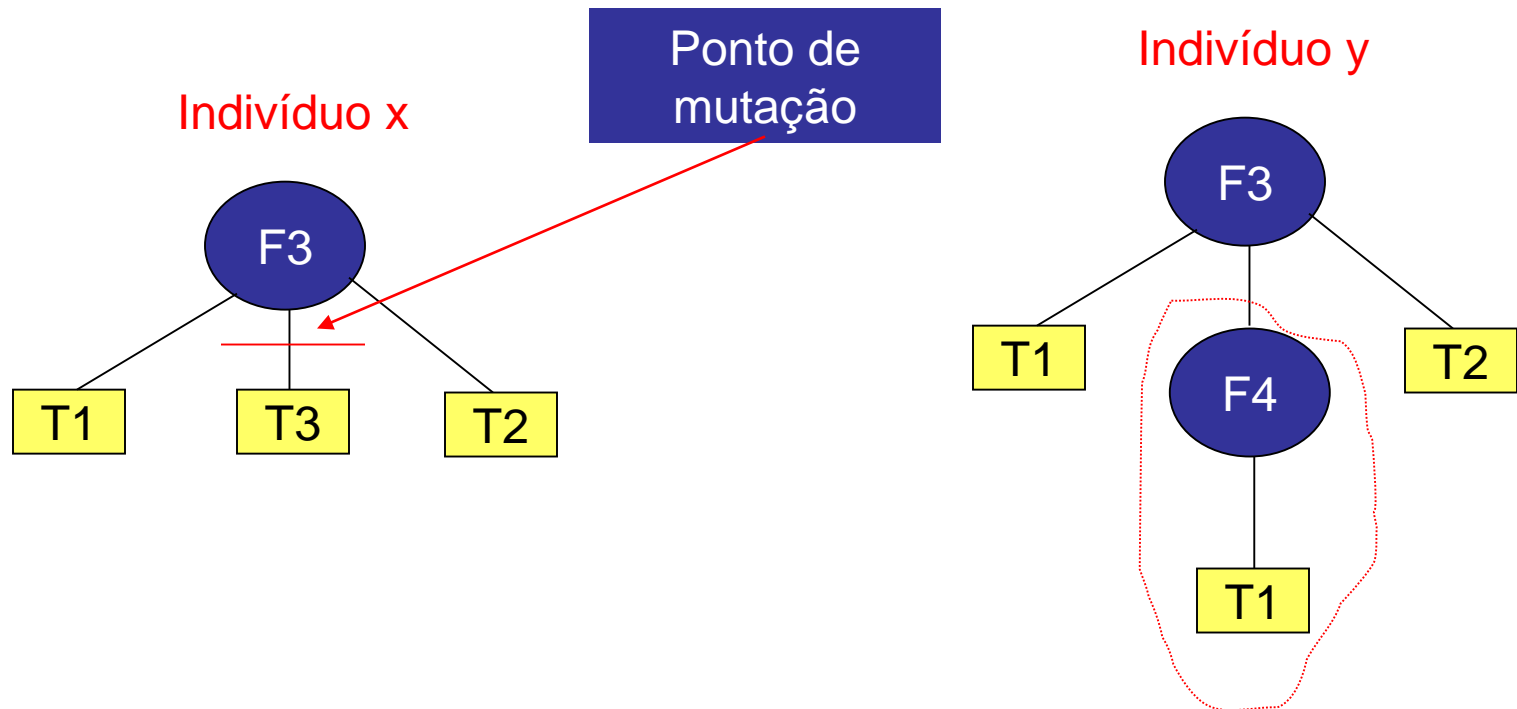 Indivíduo x
Ponto de
mutação
Indivíduo y
F3
T1
T3
T2
F3
T1
F4
T2
T1